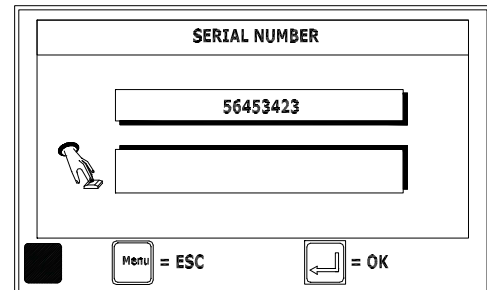 SERIAL NUMBER
56453423
Menu = ESC = OK